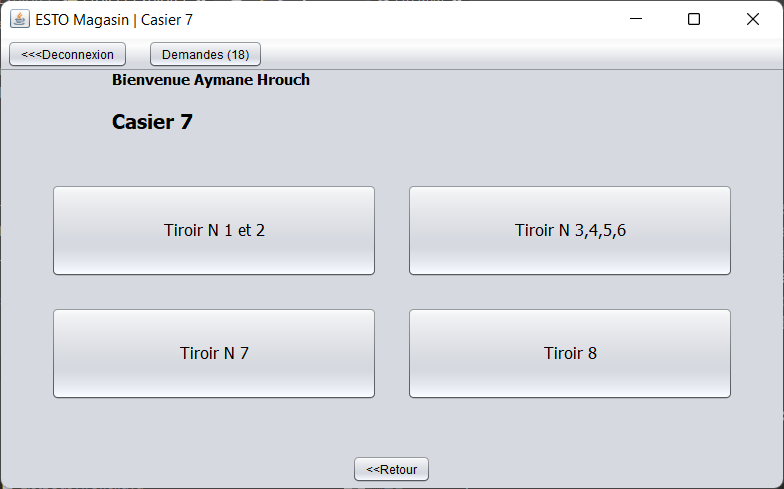 ESTO Magasin | Casier 7
<<<Deconnexion
Demandes (18)
Bienvenue Aymane Hrouch
Casier 7
Tiroir N 1 et 2
Tiroir N 3,4,5,6
Tiroir N 7
Tiroir 8
<<Retour